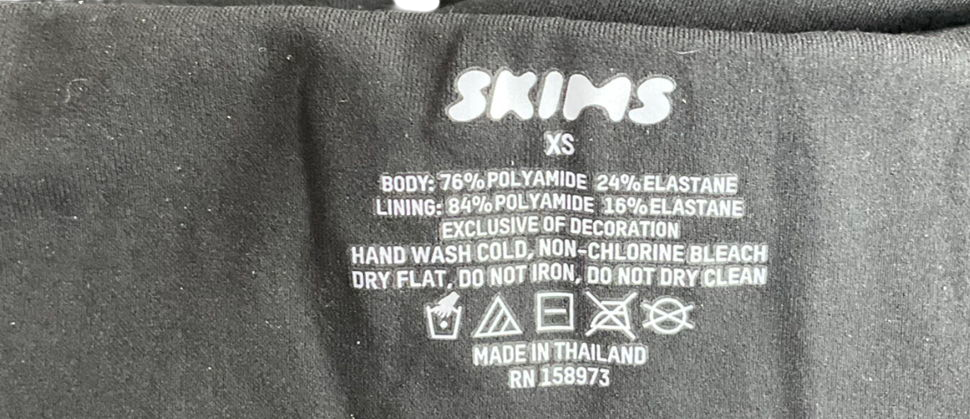 SKIMS
XS
BODY: 76% POLYAMIDE 24% ELASTANE
LINING: 84% POLYAMIDE 16% ELASTANE
EXCLUSIVE OF DECORATION
HAND WASH COLD, NON-CHLORINE BLEACH
DRY FLAT, DO NOT IRON, DO NOT DRY CLEAN
MADE IN THAILAND
RN 158973